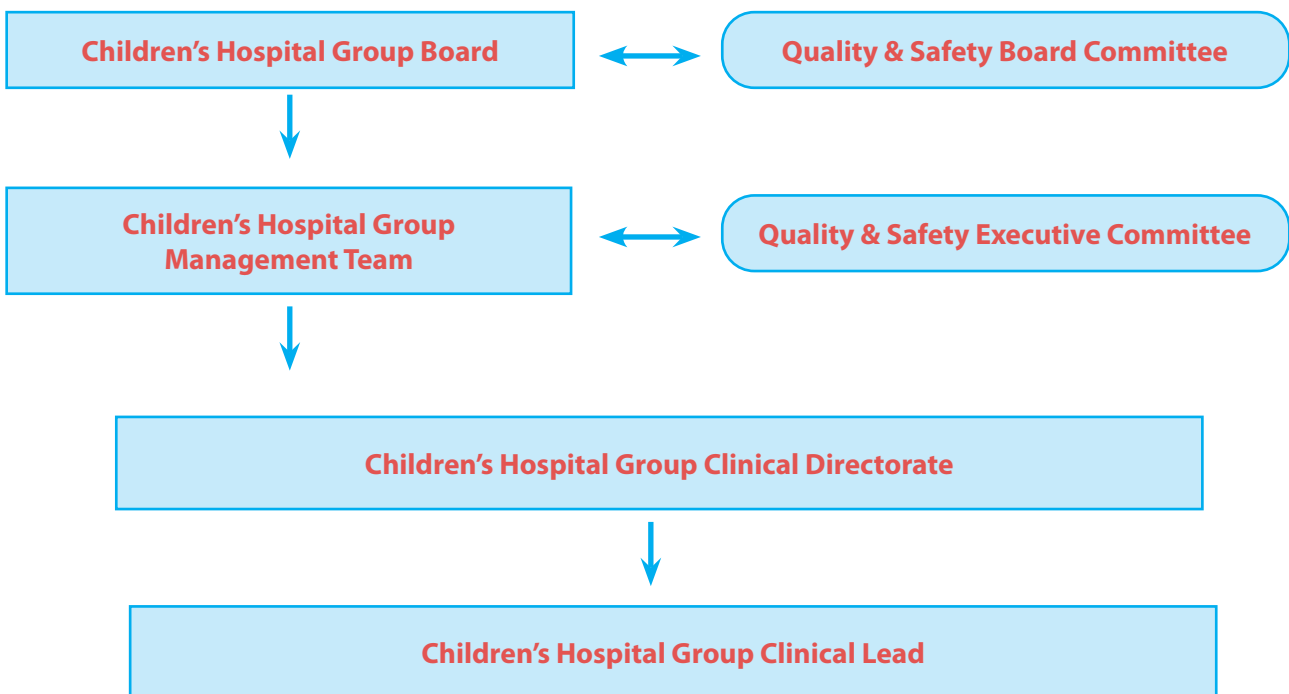 Children’s Hospital Group Board
Quality & Safety Board Committee
Children’s Hospital Group
Management Team
Quality & Safety Executive Committee
Children’s Hospital Group Clinical Directorate
Children’s Hospital Group Clinical Lead